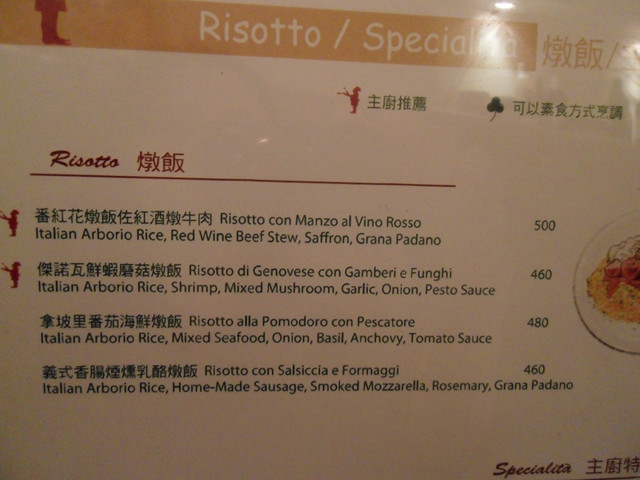 Risotto / Specialità 燉飯/
主廚推薦 可以素食方式烹調
Risotto 燉飯
番紅花燉飯佐紅酒燉牛肉 Risotto con Manzo al Vino Rosso 500
Italian Arborio Rice, Red Wine Beef Stew, Saffron, Grana Padano
傑諾瓦鮮蝦磨菇燉飯 Risotto di Genovese con Gamberi e Funghi 460
Italian Arborio Rice, Shrimp, Mixed Mushroom, Garlic, Onion, Pesto Sauce
拿坡里番茄海鮮燉飯 Risotto alla Pomodoro con Pescatore 480
Italian Arborio Rice, Mixed Seafood, Onion, Basil, Anchovy, Tomato Sauce
義式香腸煙燻乳酪燉飯 Risotto con Salsiccia e Formaggi 460
Italian Arborio Rice, Home-Made Sausage, Smoked Mozzarella, Rosemary, Grana Padano
Specialità 主廚特